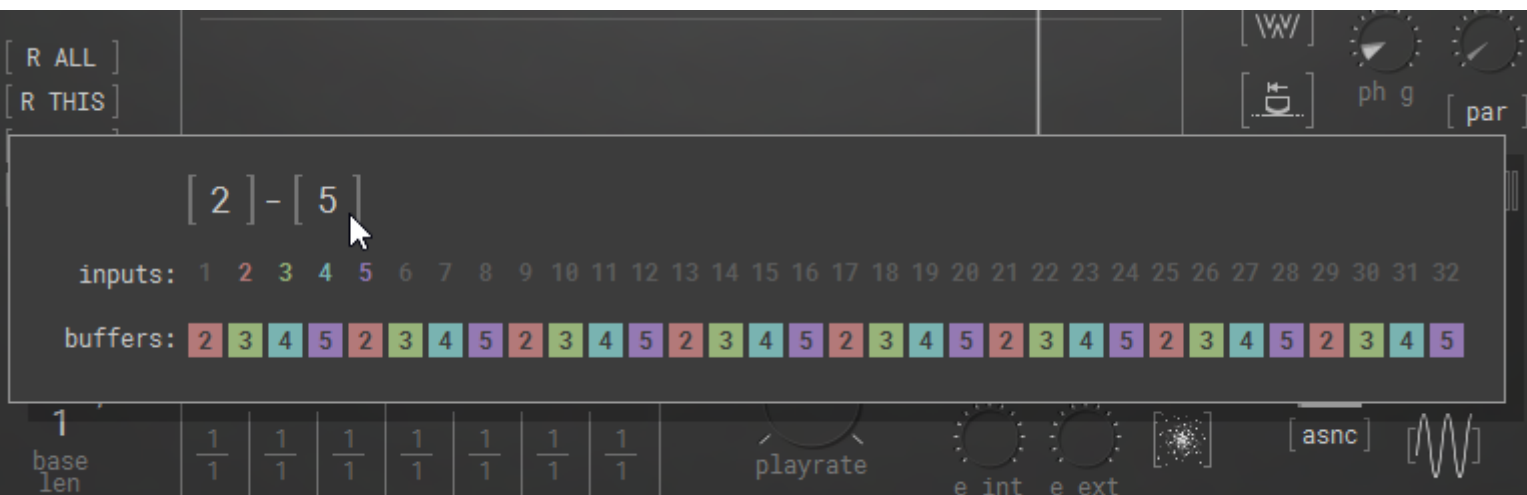 [ R ALL ]
[ R THIS ]
ph g
[ par
[ 2 ] - [ 5 ]
inputs: 1 2 3 4 5 6 7 8 9 10 11 12 13 14 15 16 17 18 19 20 21 22 23 24 25 26 27 28 29 30 31 32
buffers: 2 3 4 5 2 3 4 5 2 3 4 5 2 3 4 5 2 3 4 5 2 3 4 5 2 3 4 5 2 3 4 5
1
base
len
1 1 1 1 1 1 1
1 1 1 1 1 1 1
playrate
e int e ext
[ asnc ]